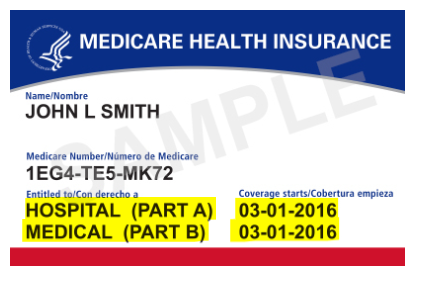 MEDICARE HEALTH INSURANCE
Name/Nombre
JOHN L SMITH
Medicare Number/Número de Medicare
1EG4-TE5-MK72
Entitled to/Con derecho a Coverage starts/Cobertura empieza
HOSPITAL (PART A) 03-01-2016
MEDICAL (PART B) 03-01-2016
SAMPLE